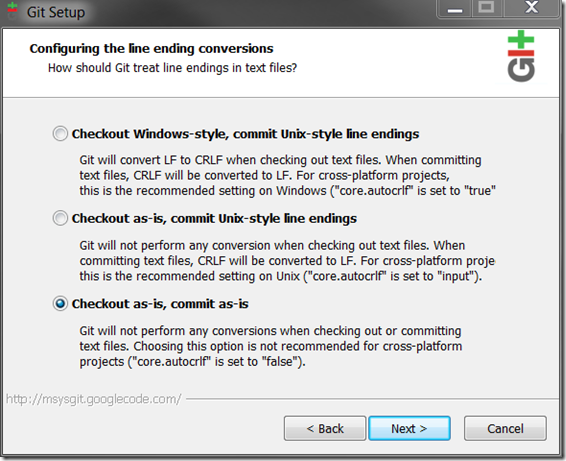 Git Setup
Configuring the line ending conversions
How should Git treat line endings in text files?
GIT
Checkout Windows-style, commit Unix-style line endings
Git will convert LF to CRLF when checking out text files. When committing
text files, CRLF will be converted to LF. For cross-platform projects,
this is the recommended setting on Windows ("core.autocrlf" is set to "true"
Checkout as-is, commit Unix-style line endings
Git will not perform any conversion when checking out text files. When
committing text files, CRLF will be converted to LF. For cross-platform proje
this is the recommended setting on Unix ("core.autocrlf" is set to "input").
Checkout as-is, commit as-is
Git will not perform any conversions when checking out or committing
text files. Choosing this option is not recommended for cross-platform
projects ("core.autocrlf" is set to "false").
http://msysgit.googlecode.com/
< Back
Next >
Cancel